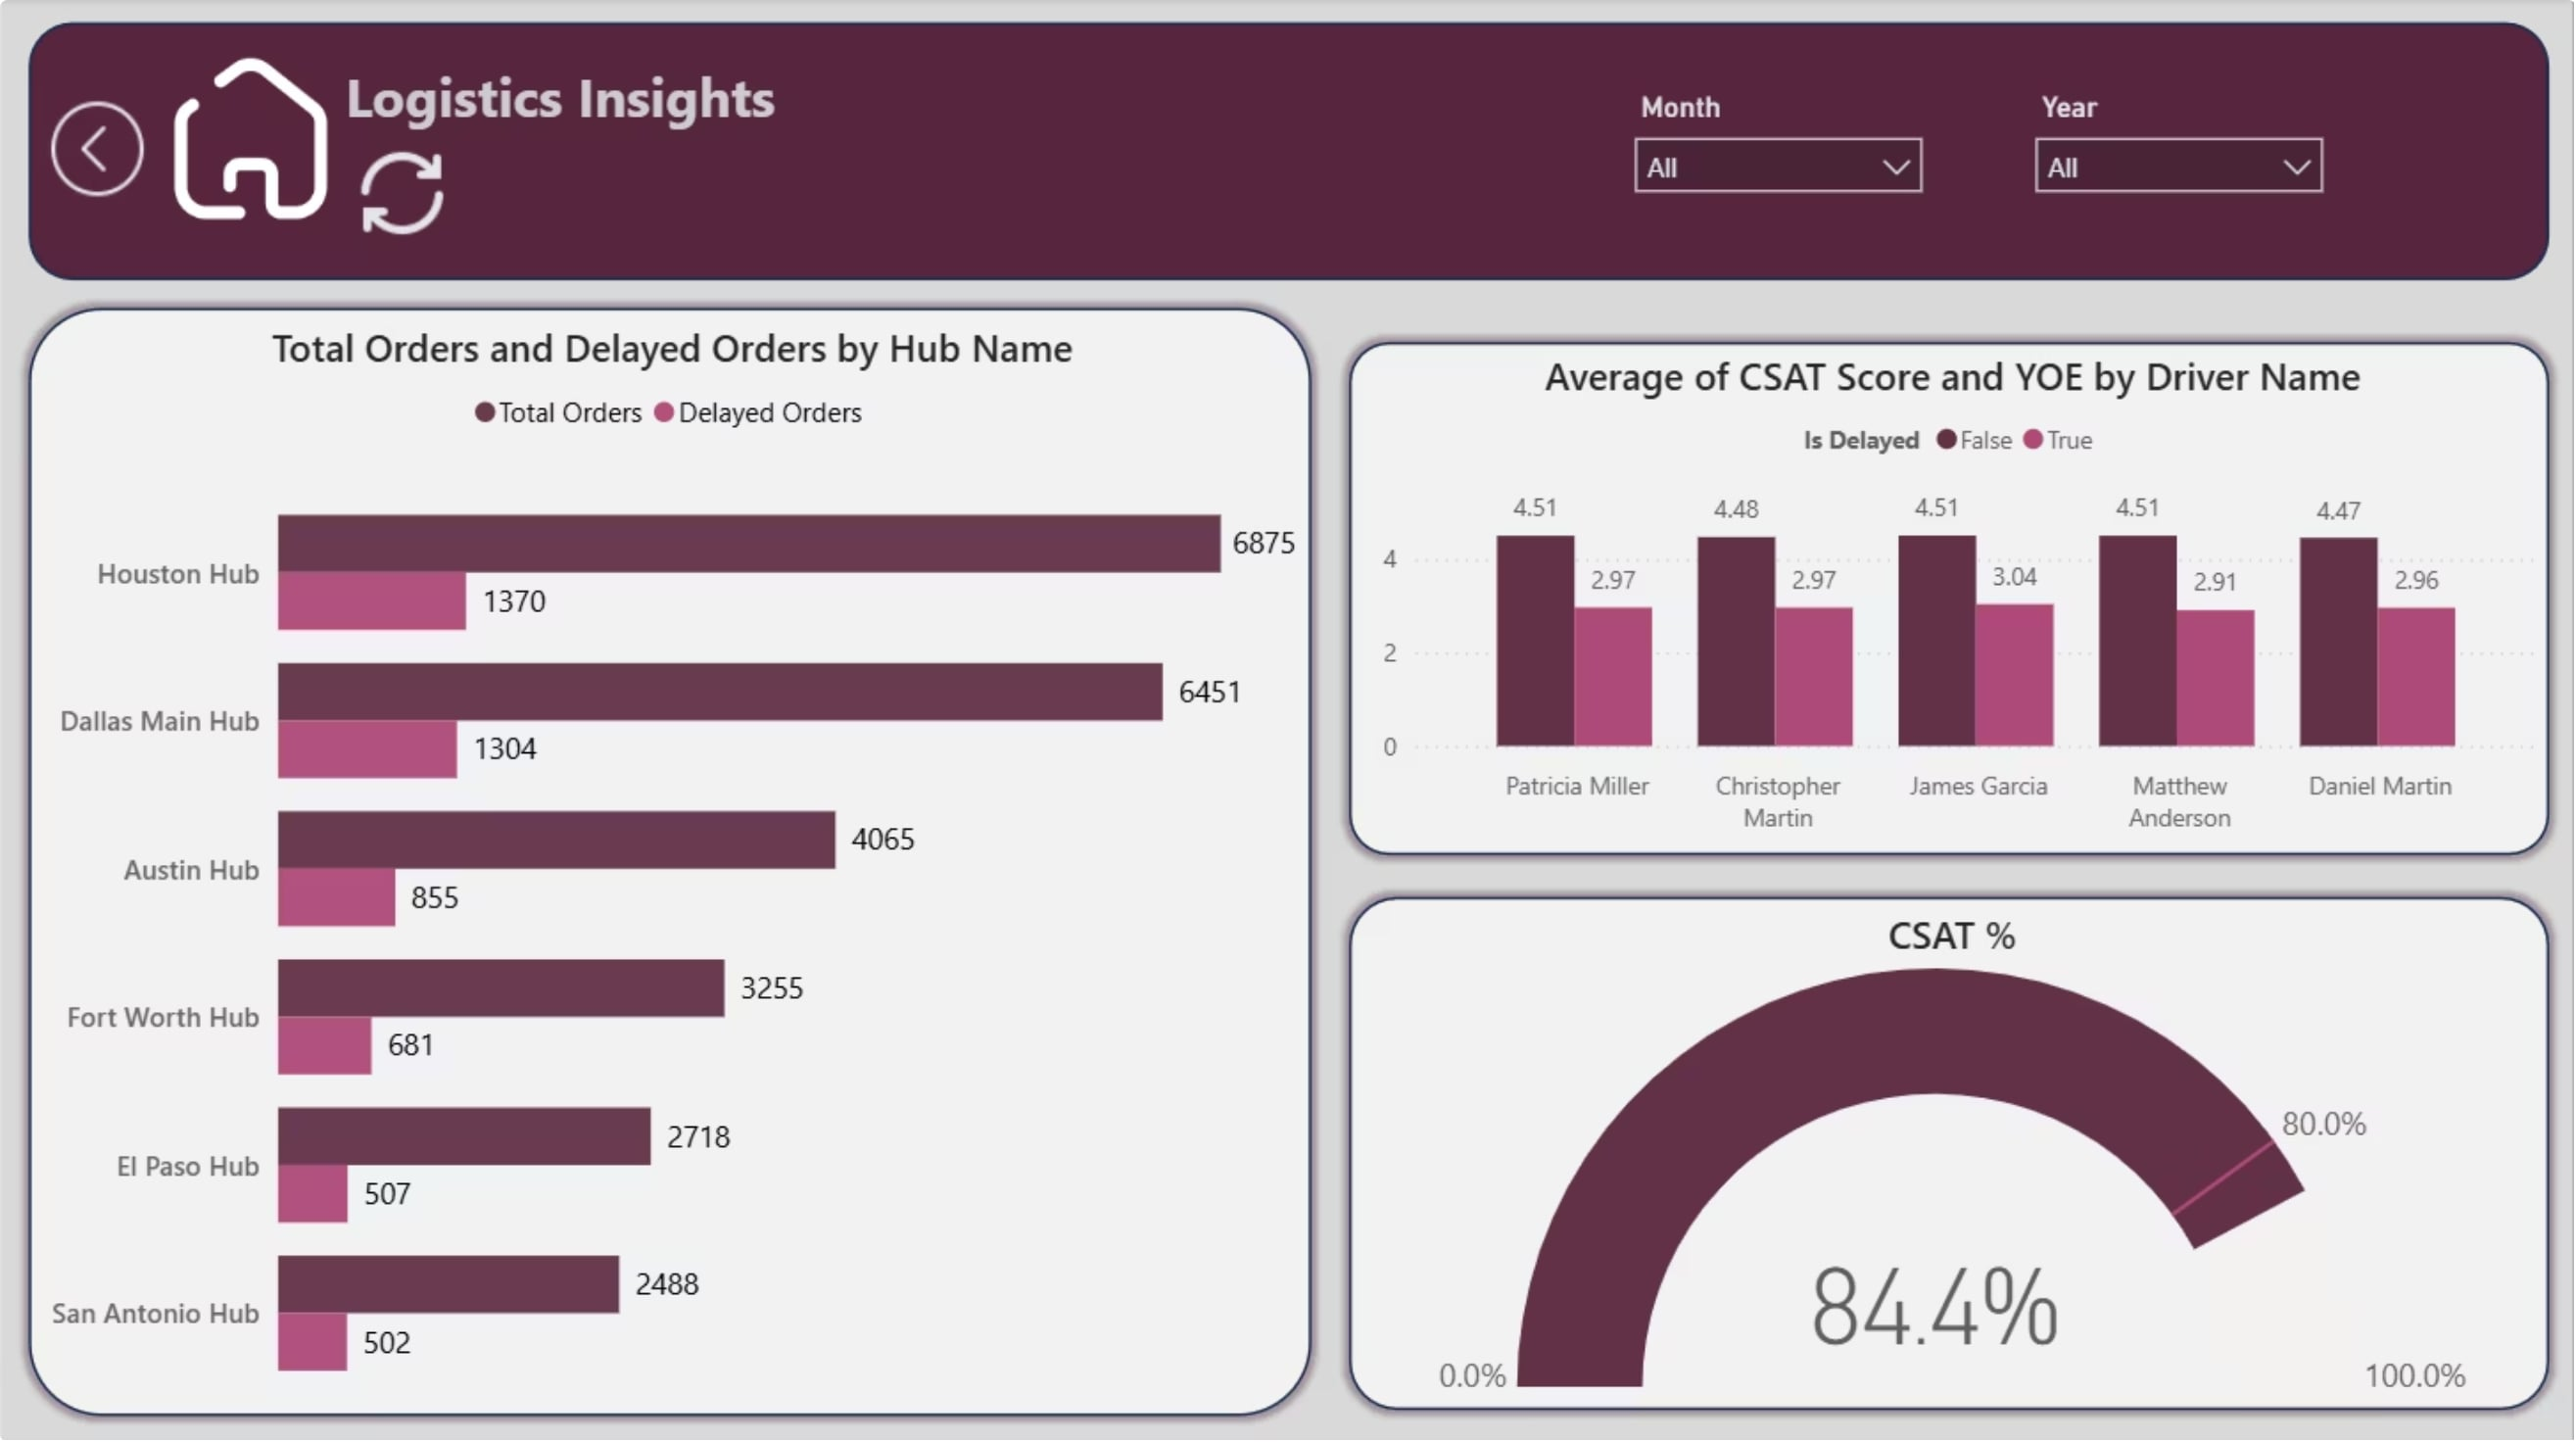 Logistics Insights
Month
All
Year
All
Total Orders and Delayed Orders by Hub Name
Total Orders Delayed Orders
Houston Hub
6875
1370
Dallas Main Hub
6451
1304
Austin Hub
4065
855
Fort Worth Hub
3255
681
El Paso Hub
2718
507
San Antonio Hub
2488
502
Average of CSAT Score and YOE by Driver Name
Is Delayed False True
4.51 4.48 4.51 4.51 4.47
2.97 2.97 3.04 2.91 2.96
4
2
0
Patricia Miller
Christopher
Martin
James Garcia
Matthew
Anderson
Daniel Martin
CSAT %
80.0%
84.4%
0.0%
100.0%